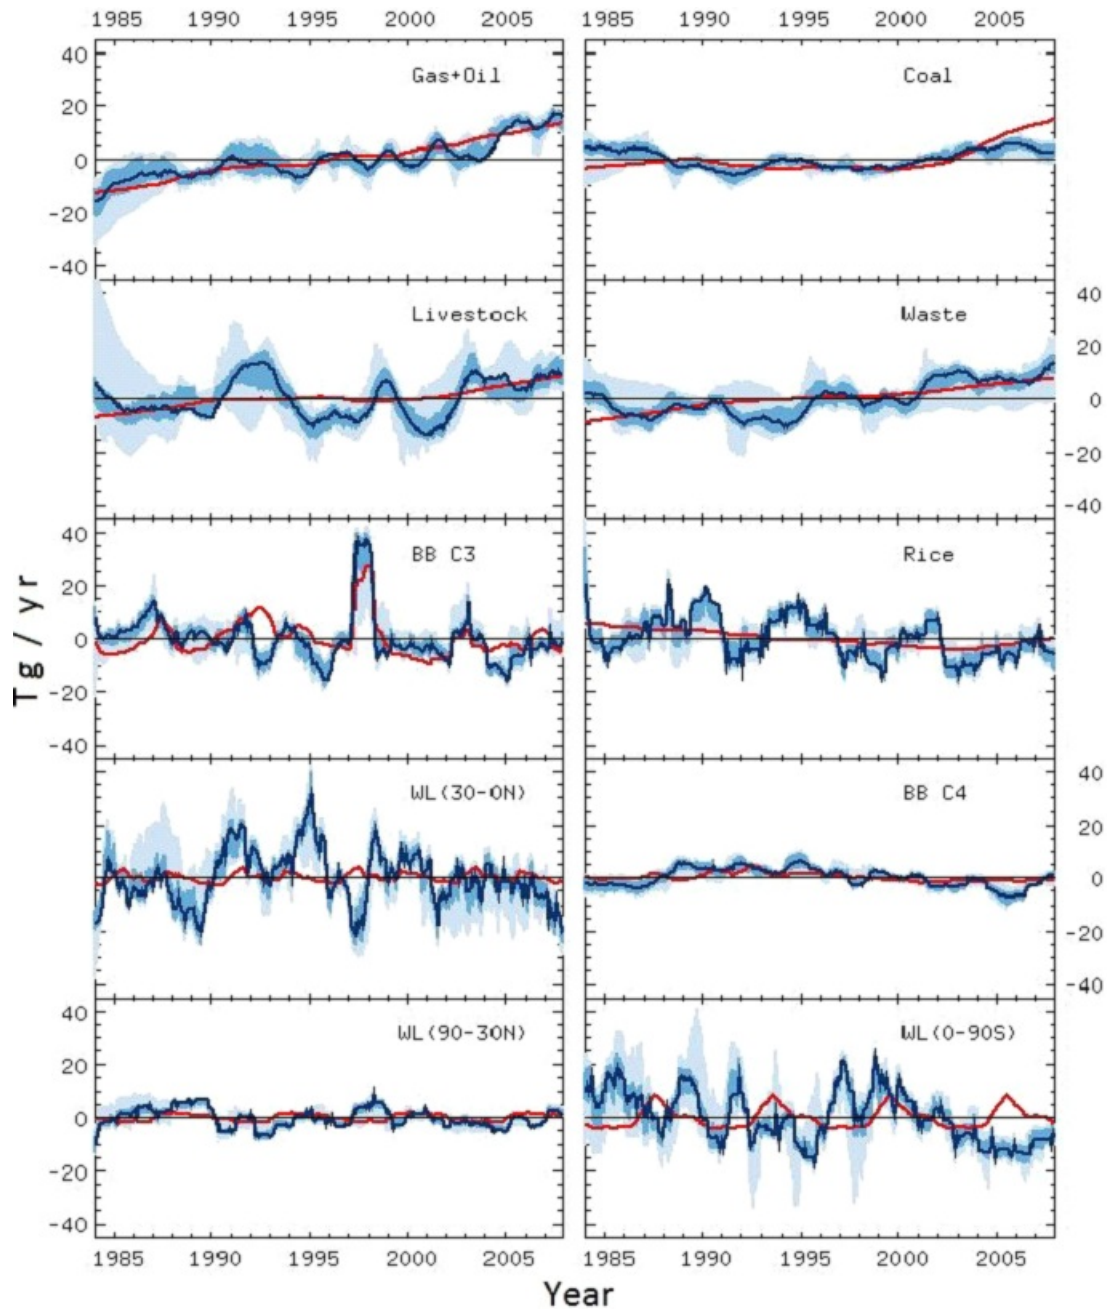 1985 1990 1995 2000 2005 1985 1990 1995 2000 2005
40 Gas+Oil Coal
20
0
-20
-40
Livestock Waste 40
20
0
-20
-40
40 BB C3 Rice
20
0
-20
-40
Tg / yr
WL(30-0N) BB C4 40
20
0
-20
-40
40 WL(90-30N) WL(0-90S)
20
0
-20
-40
1985 1990 1995 2000 2005 1985 1990 1995 2000 2005
Year